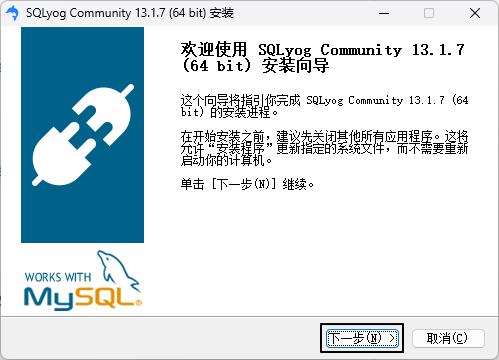 SQLyog Community 13.1.7 (64 bit) 安装
欢迎使用 SQLyog Community 13.1.7
(64 bit) 安装向导
这个向导将指引你完成 SQLyog Community 13.1.7 (64
bit) 的安装进程。
在开始安装之前，建议先关闭其他所有应用程序。这将
允许“安装程序”更新指定的系统文件，而不需要重新
启动你的计算机。
单击 [下一步(N)] 继续。
WORKS WITH
MySQL®
下一步(N) >
取消(C)